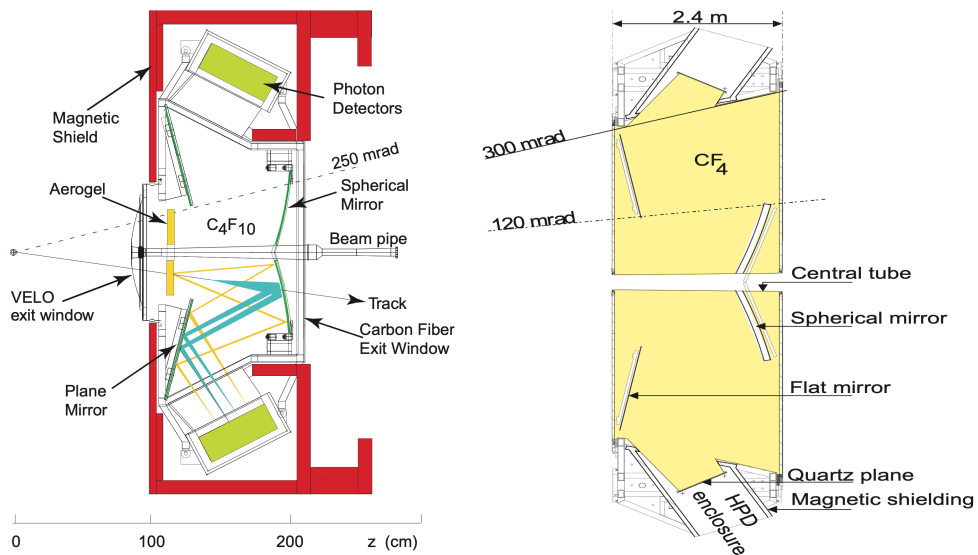 Magnetic
Shield
Photon
Detectors
250 mrad
Aerogel
Spherical
Mirror
C4F10
Beam pipe
VELO
exit window
Track
Carbon Fiber
Exit Window
Plane
Mirror
0
100
200
z (cm)
2.4 m
300 mrad
CF4
120 mrad
Central tube
Spherical mirror
Flat mirror
Quartz plane
Magnetic shielding
HPD
enclosure